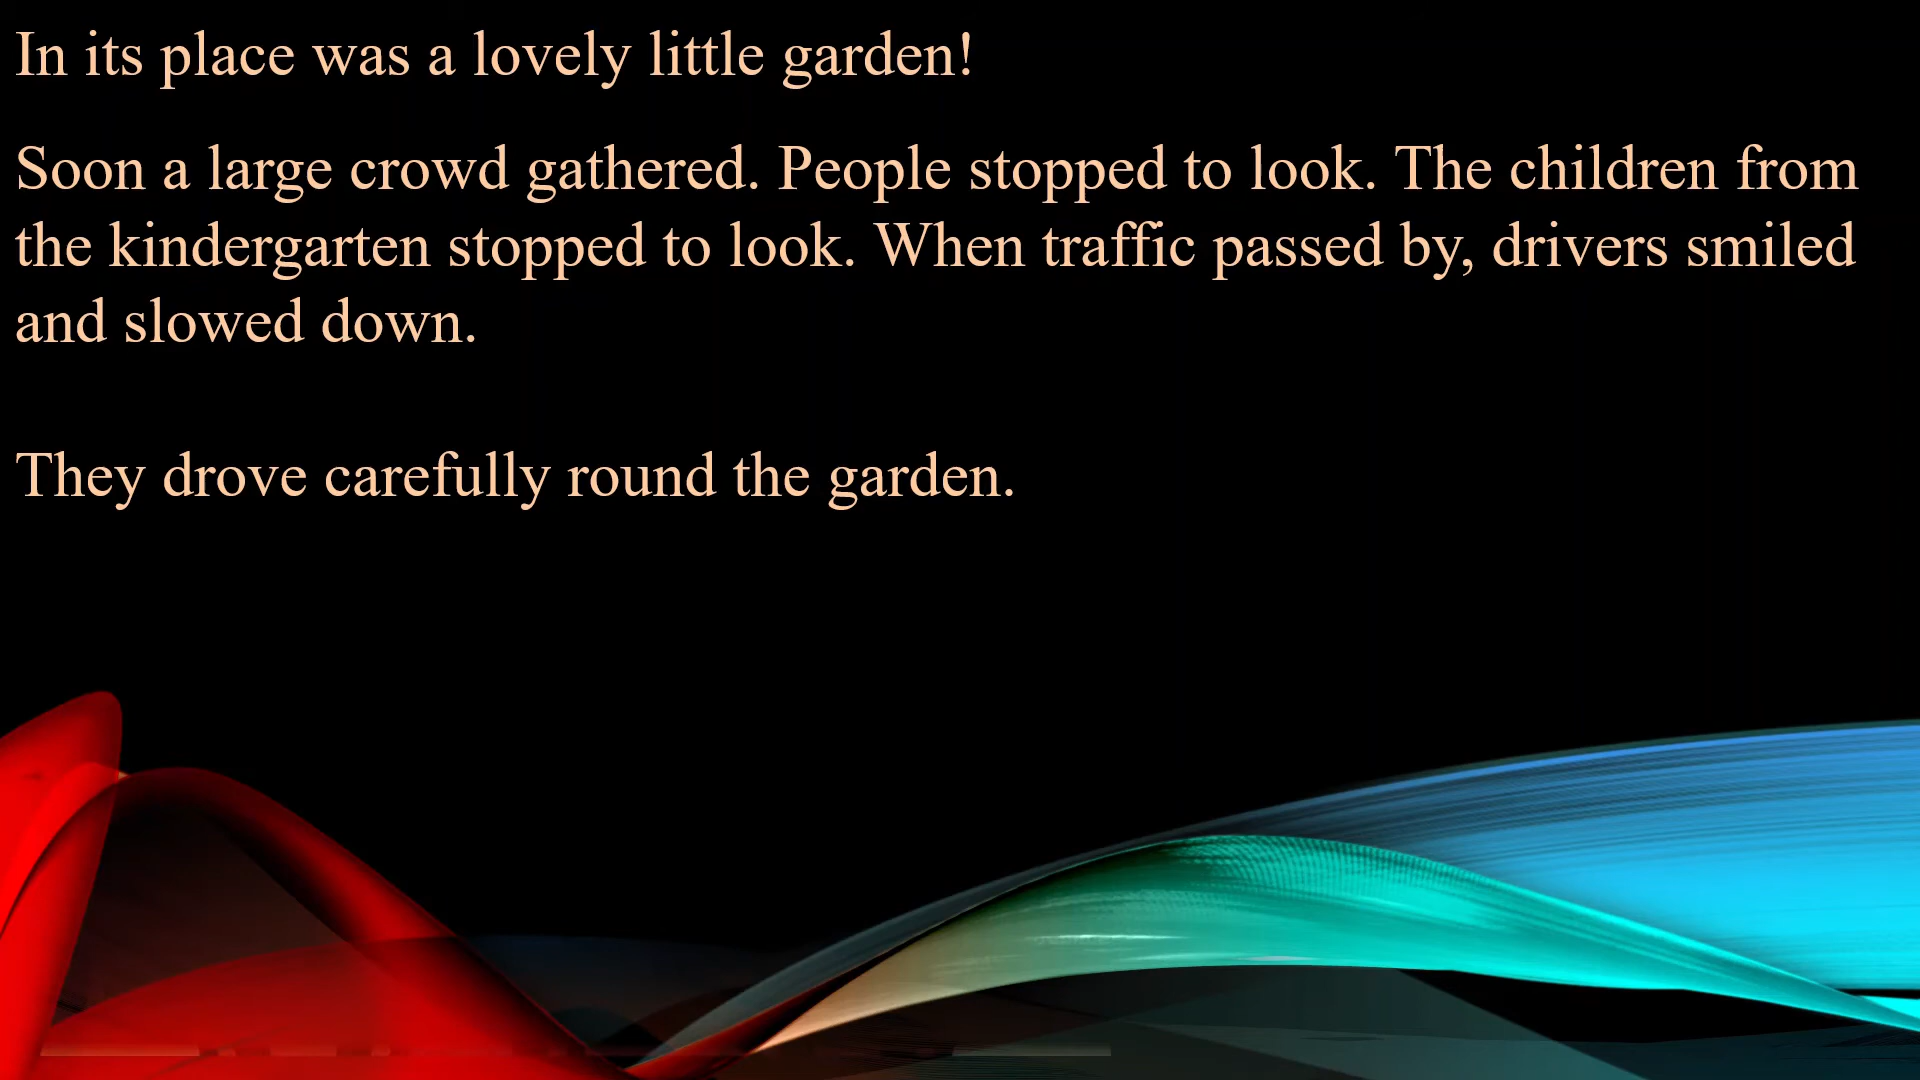 In its place was a lovely little garden!
Soon a large crowd gathered. People stopped to look. The children from
the kindergarten stopped to look. When traffic passed by, drivers smiled
and slowed down.
They drove carefully round the garden.